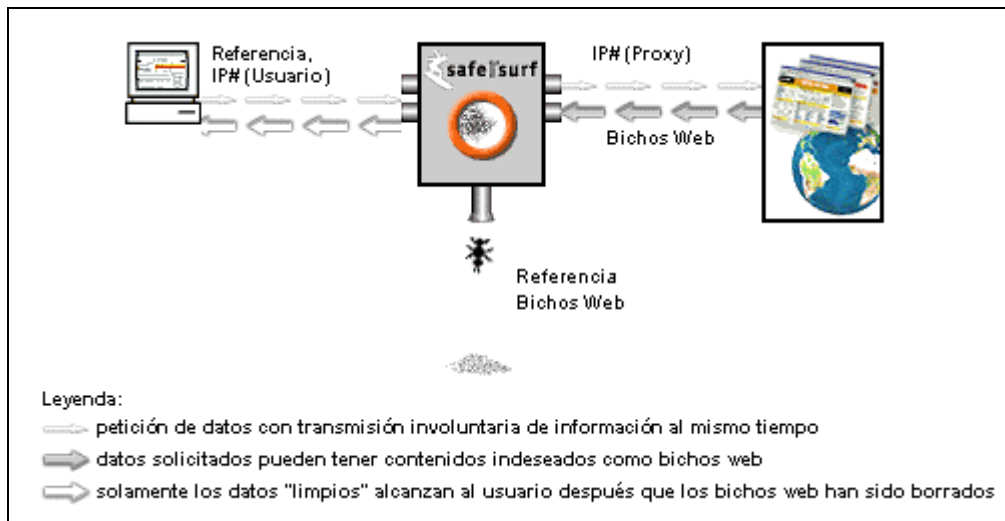 Referencia,
IP# (Usuario)
safersurf
IP# (Proxy)
Bichos Web
Referencia
Bichos Web
Leyenda:
petición de datos con transmisión involuntaria de información al mismo tiempo
datos solicitados pueden tener contenidos indeseados como bichos web
solamente los datos "limpios" alcanzan al usuario después que los bichos web han sido borrados